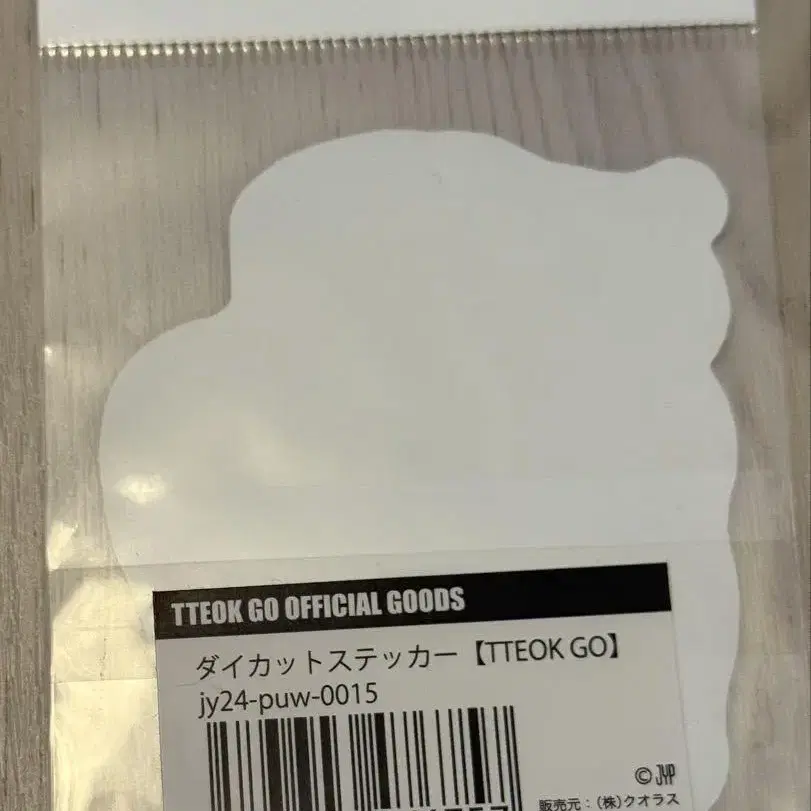 TTEOK GO OFFICIAL GOODS
ダイカットステッカー【TTEOK GO】
jy24-puw-0015
©JYP
販売元：(株)クオラス